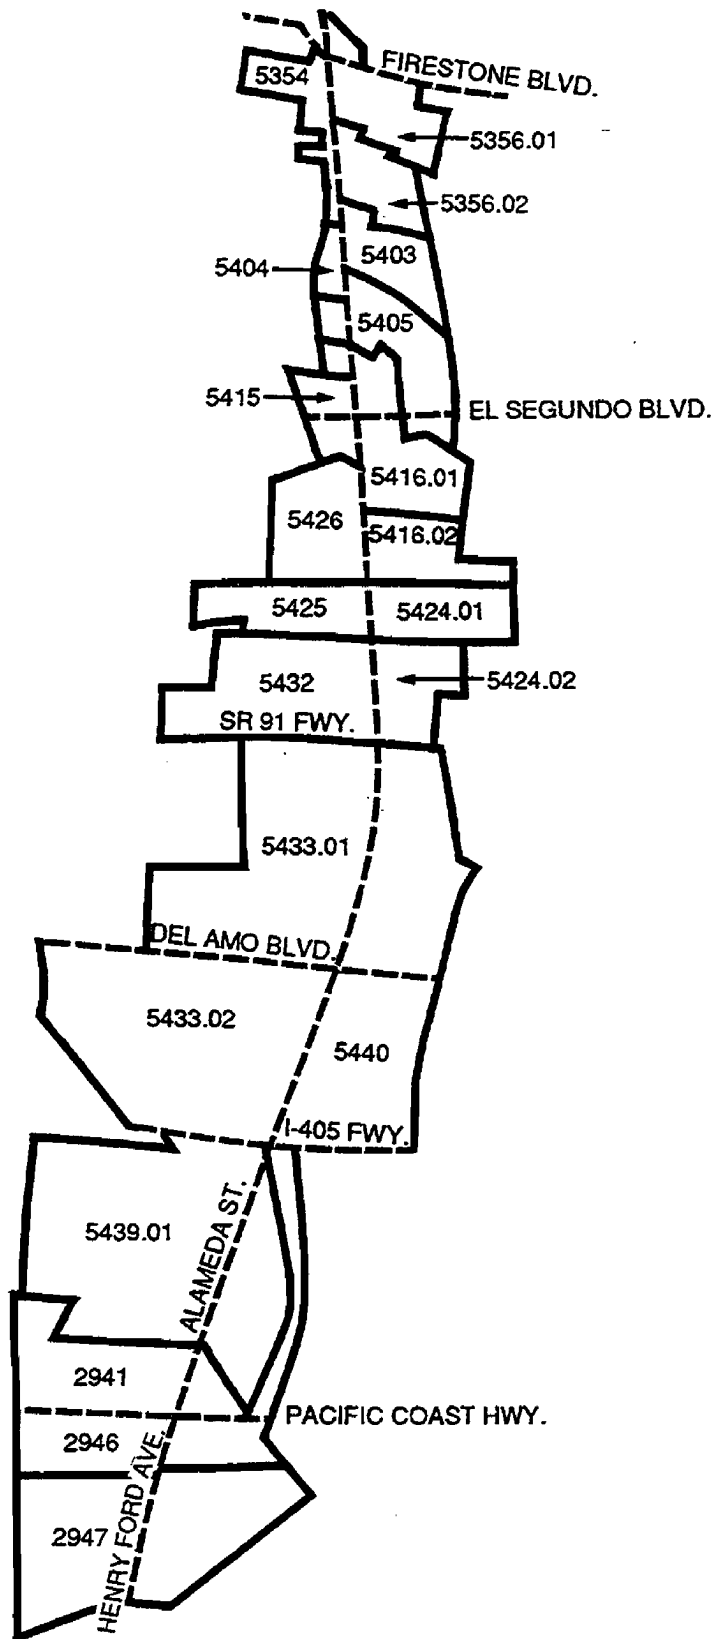 FIRESTONE BLVD.
5354
5356.01
5356.02
5403
5404
5405
5415
EL SEGUNDO BLVD.
5416.01
5426
5416.02
5425
5424.01
5432
5424.02
SR 91 FWY.
5433.01
DEL AMO BLVD.
5433.02
5440
I-405 FWY.
5439.01
ALAMEDA ST.
2941
PACIFIC COAST HWY.
2946
2947
HENRY FORD AVE.